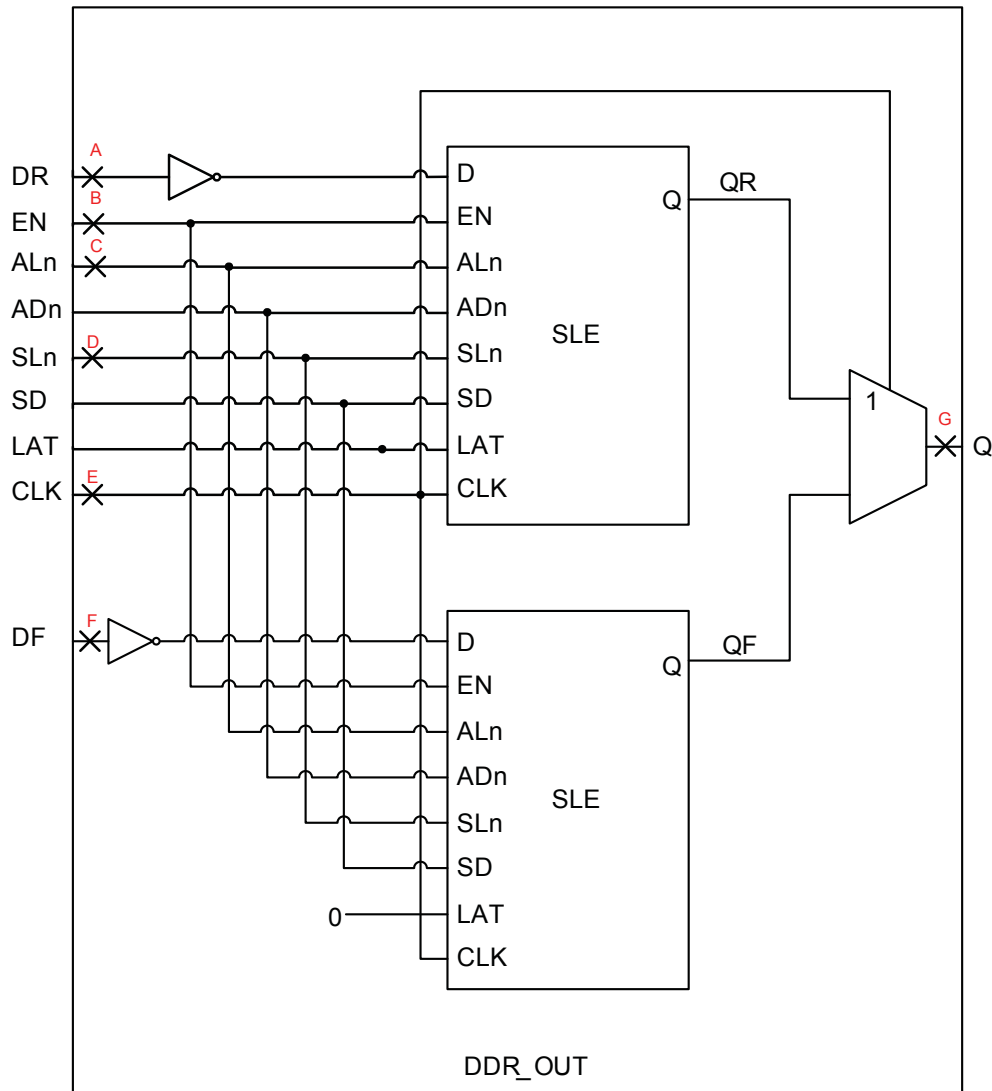 A
DR
B
EN
C
ALn
ADn
D
SLn
SD
LAT
E
CLK
F
DF
D
EN
ALn
ADn
SLn
SD
LAT
CLK
SLE
Q
QR
1
G
Q
D
EN
ALn
ADn
SLn
SD
0
LAT
CLK
SLE
Q
QF
DDR_OUT